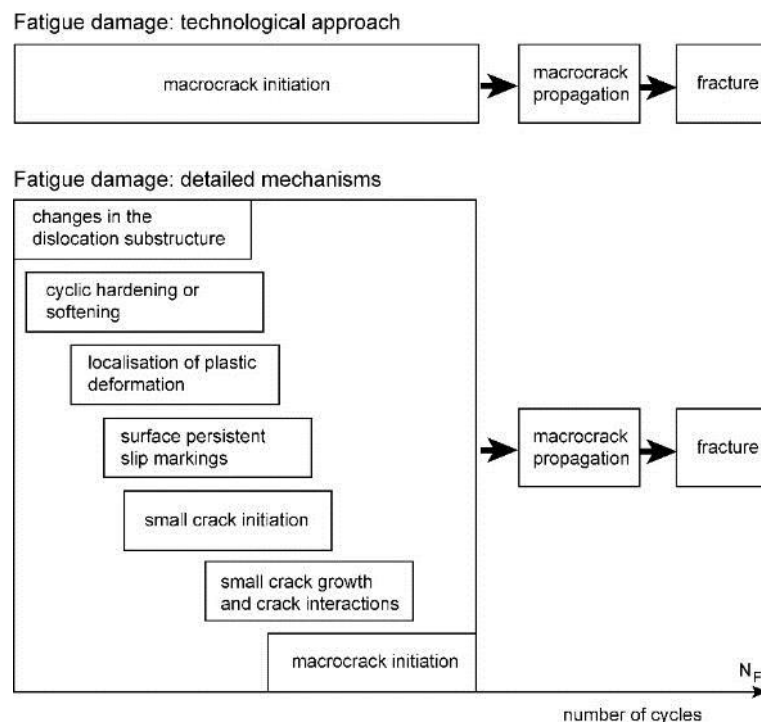 Fatigue damage: technological approach
macrocrack initiation
macrocrack
propagation
fracture
Fatigue damage: detailed mechanisms
changes in the
dislocation substructure
cyclic hardening or
softening
localisation of plastic
deformation
surface persistent
slip markings
small crack initiation
small crack growth
and crack interactions
macrocrack initiation
macrocrack
propagation
fracture
N_F
number of cycles